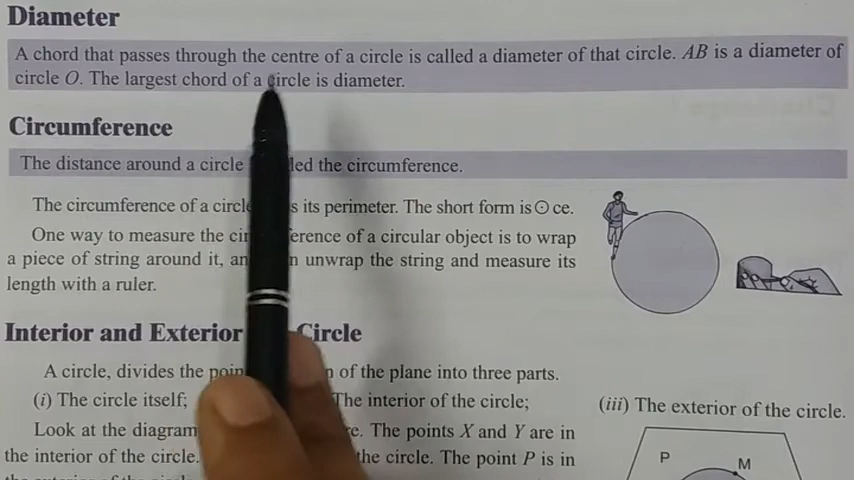 Diameter
A chord that passes through the centre of a circle is called a diameter of that circle. AB is a diameter of
circle O. The largest chord of a circle is diameter.
Circumference
The distance around a circle led the circumference.
The circumference of a circle s its perimeter. The short form is ⊙ ce.
One way to measure the cir ference of a circular object is to wrap
a piece of string around it, an n unwrap the string and measure its
length with a ruler.
Interior and Exterior Circle
A circle, divides the poin n of the plane into three parts.
(i) The circle itself; The interior of the circle;
(iii) The exterior of the circle.
Look at the diagram re. The points X and Y are in
the interior of the circle. the circle. The point P is in
P
M